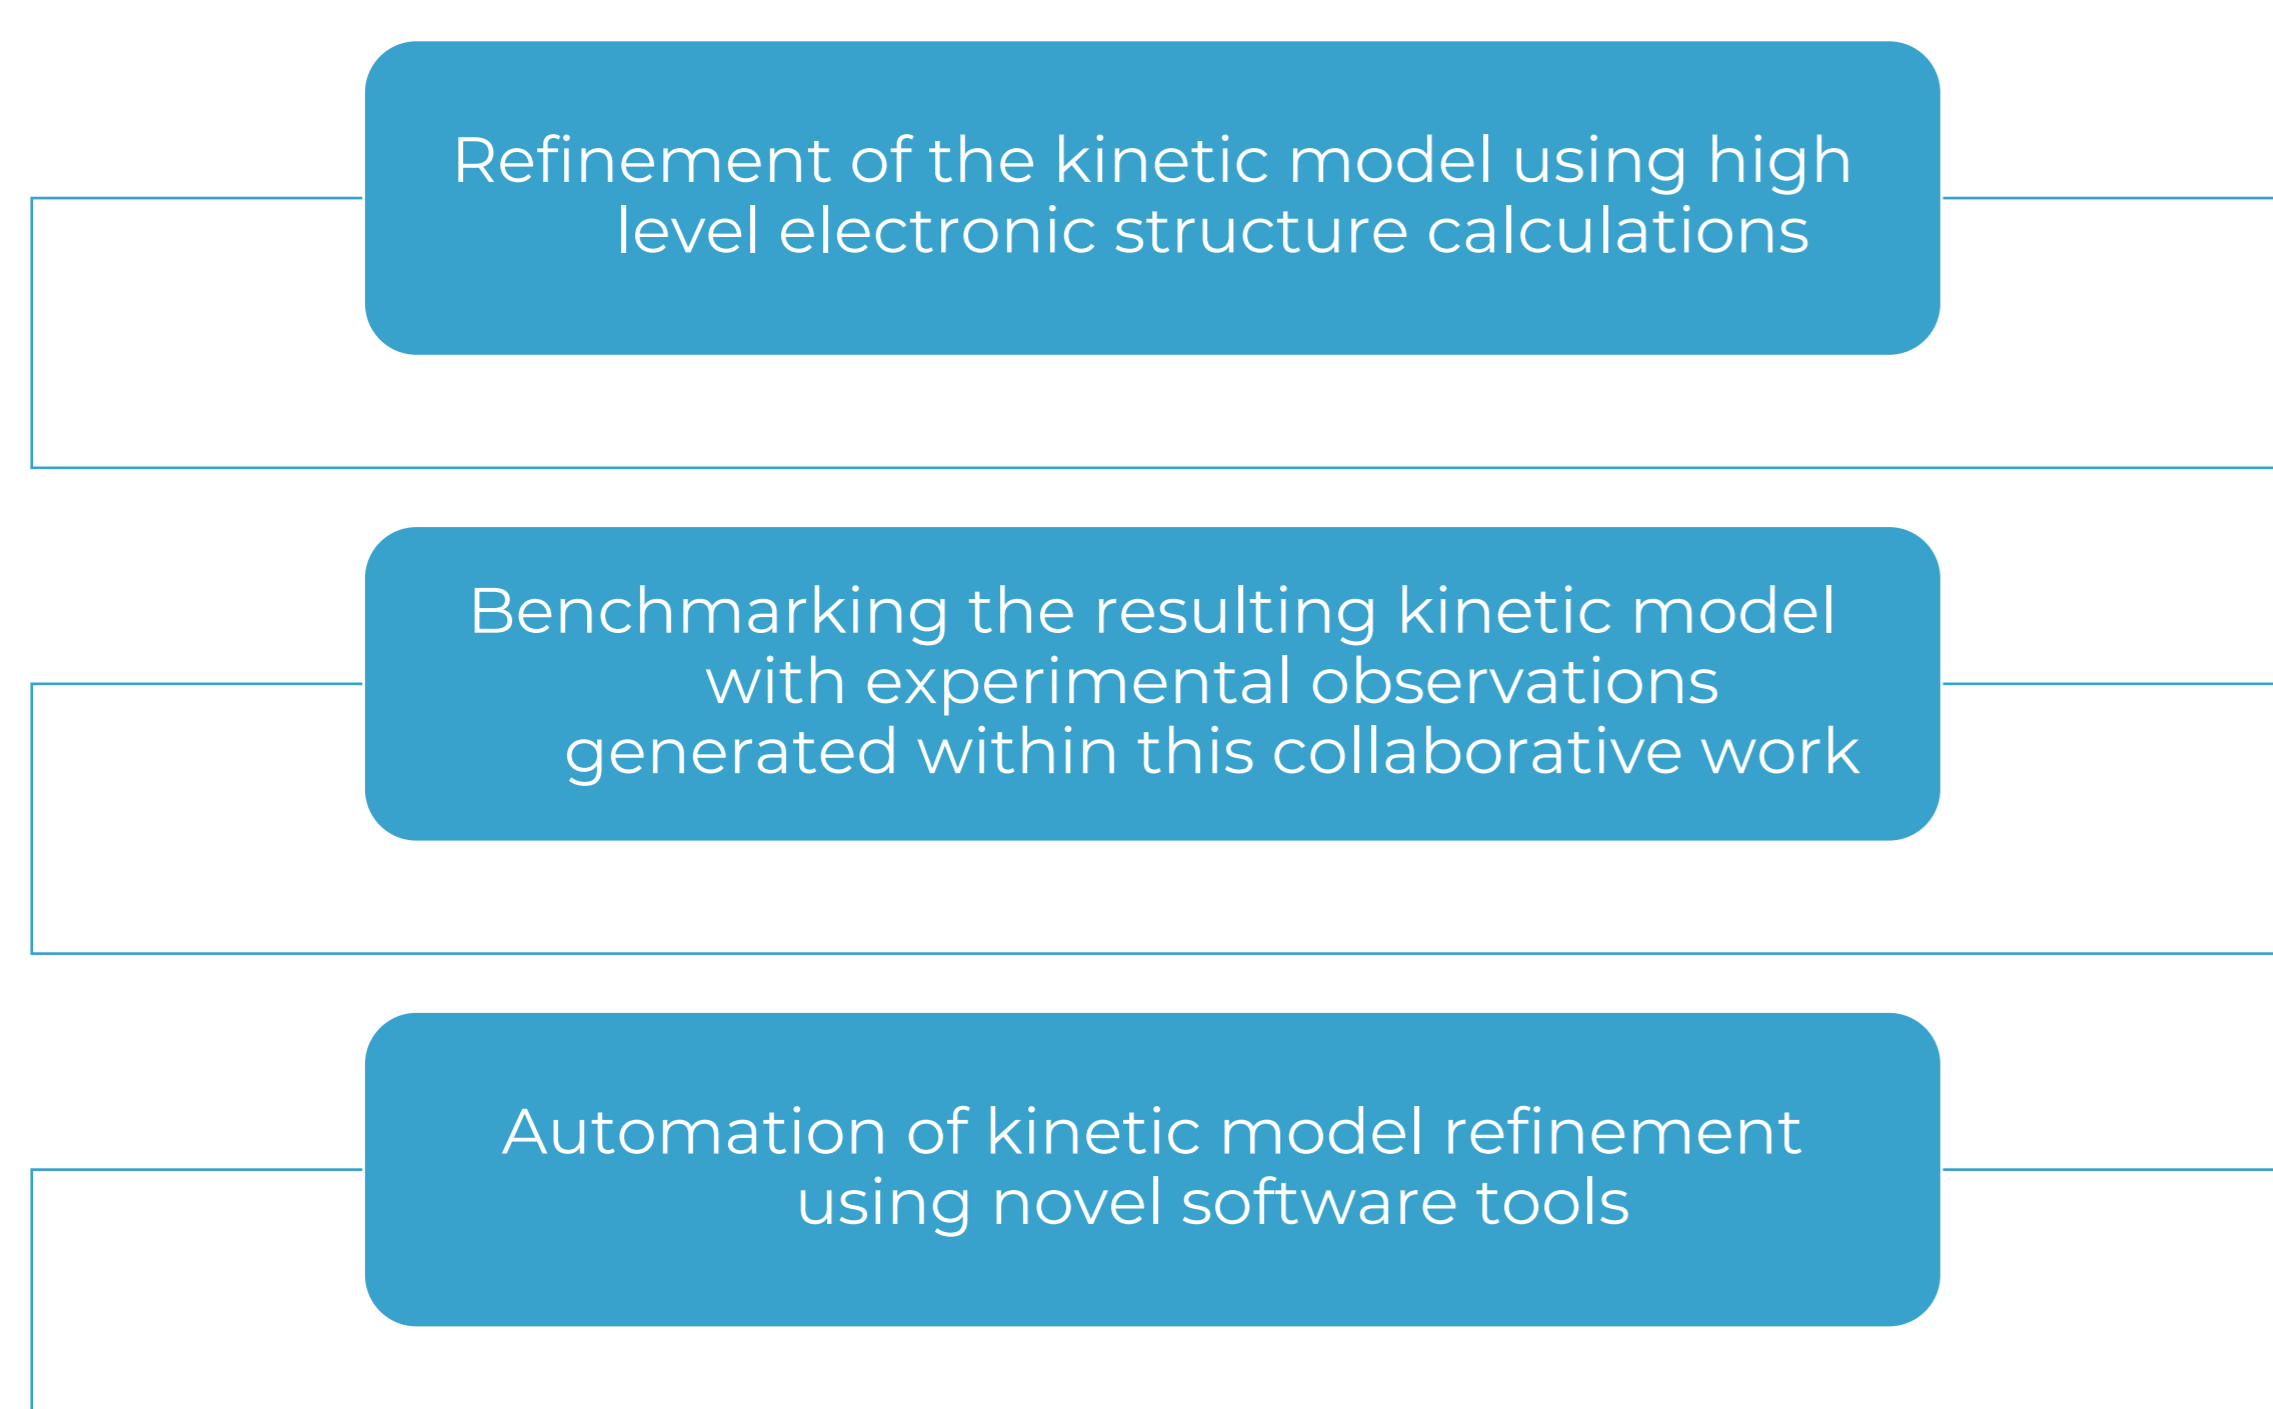 Refinement of the kinetic model using high
level electronic structure calculations
Benchmarking the resulting kinetic model
with experimental observations
generated within this collaborative work
Automation of kinetic model refinement
using novel software tools